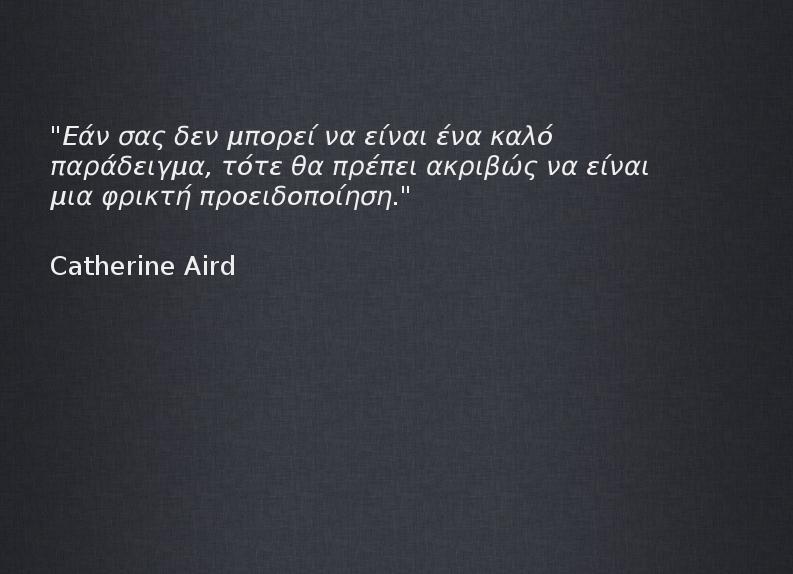 "Εάν σας δεν μπορεί να είναι ένα καλό
παράδειγμα, τότε θα πρέπει ακριβώς να είναι
μια φρικτή προειδοποίηση."
Catherine Aird